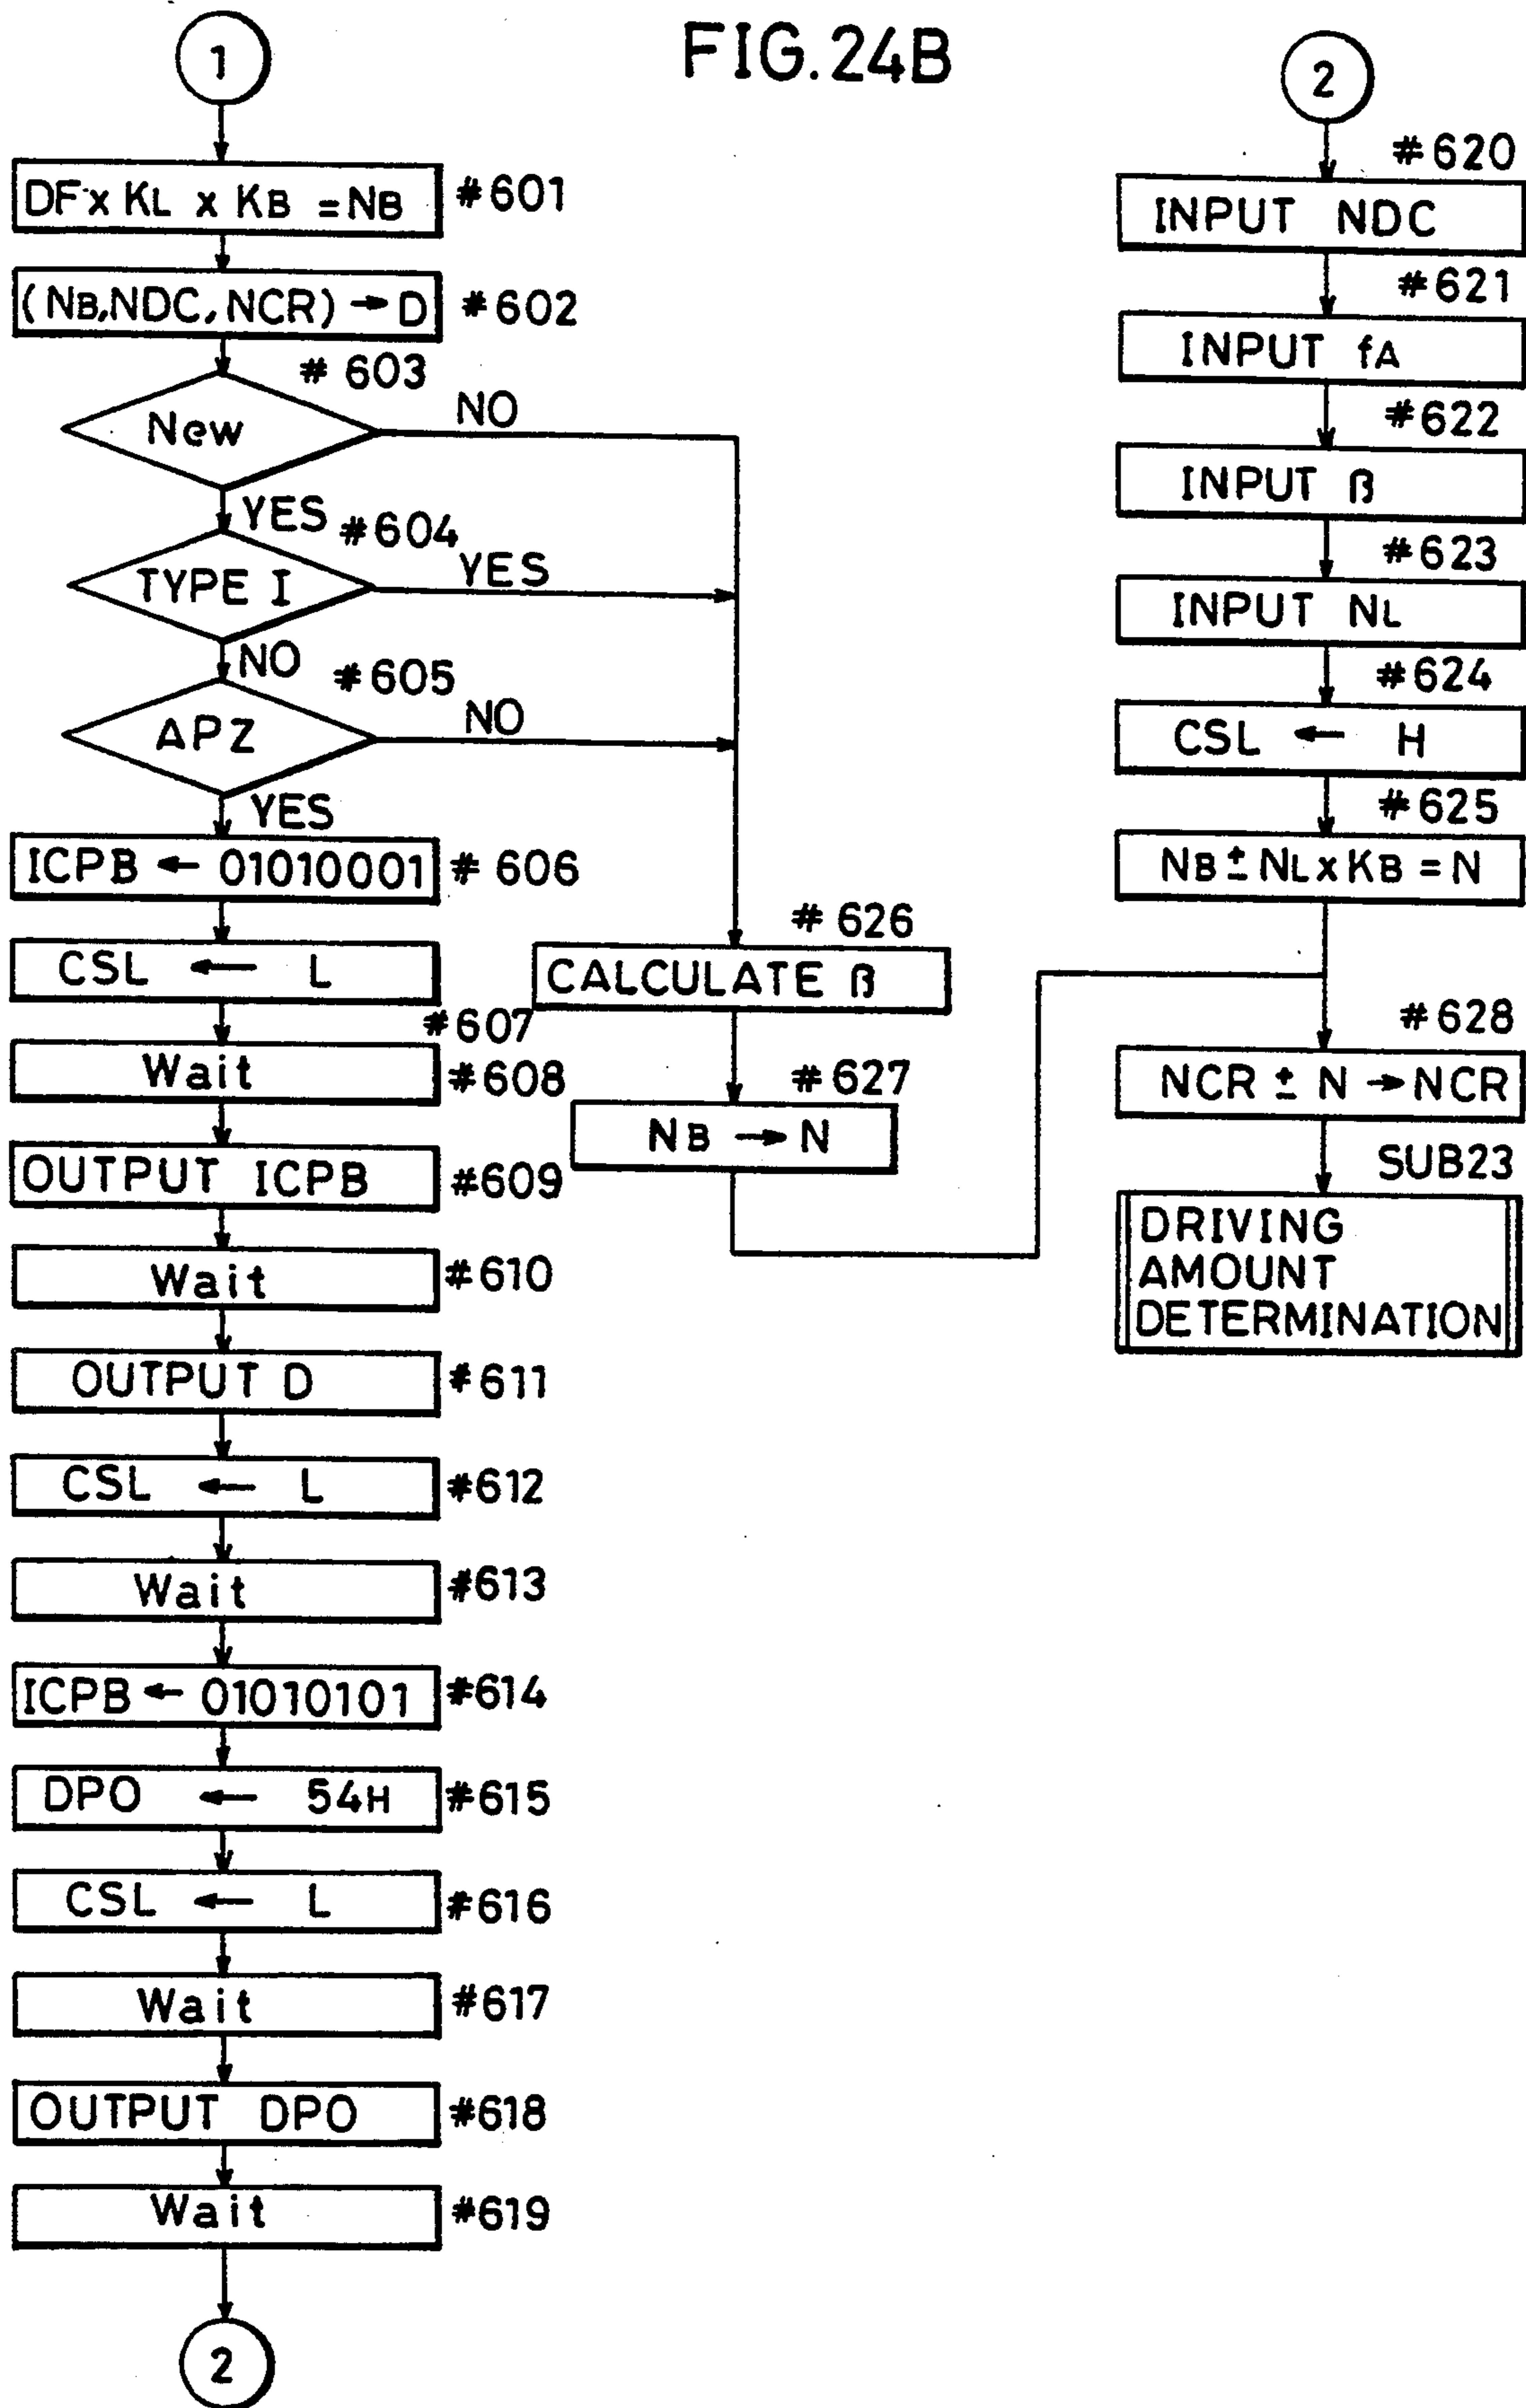 FIG. 24B
1
DF x KL x KB = NB #601
(NB, NDC, NCR) → D #602
#603
New NO
YES #604
TYPE I YES
NO #605
APZ NO
YES
ICPB ← 01010001 #606
CSL ← L
#607
Wait #608
OUTPUT ICPB #609
Wait #610
OUTPUT D #611
CSL ← L #612
Wait #613
ICPB ← 01010101 #614
DPO ← 54H #615
CSL ← L #616
Wait #617
OUTPUT DPO #618
Wait #619
2
#626
CALCULATE β
#627
NB → N
2
#620
INPUT NDC
#621
INPUT fA
#622
INPUT β
#623
INPUT NL
#624
CSL ← H
#625
NB ± NL x KB = N
#628
NCR ± N → NCR
SUB23
DRIVING
AMOUNT
DETERMINATION